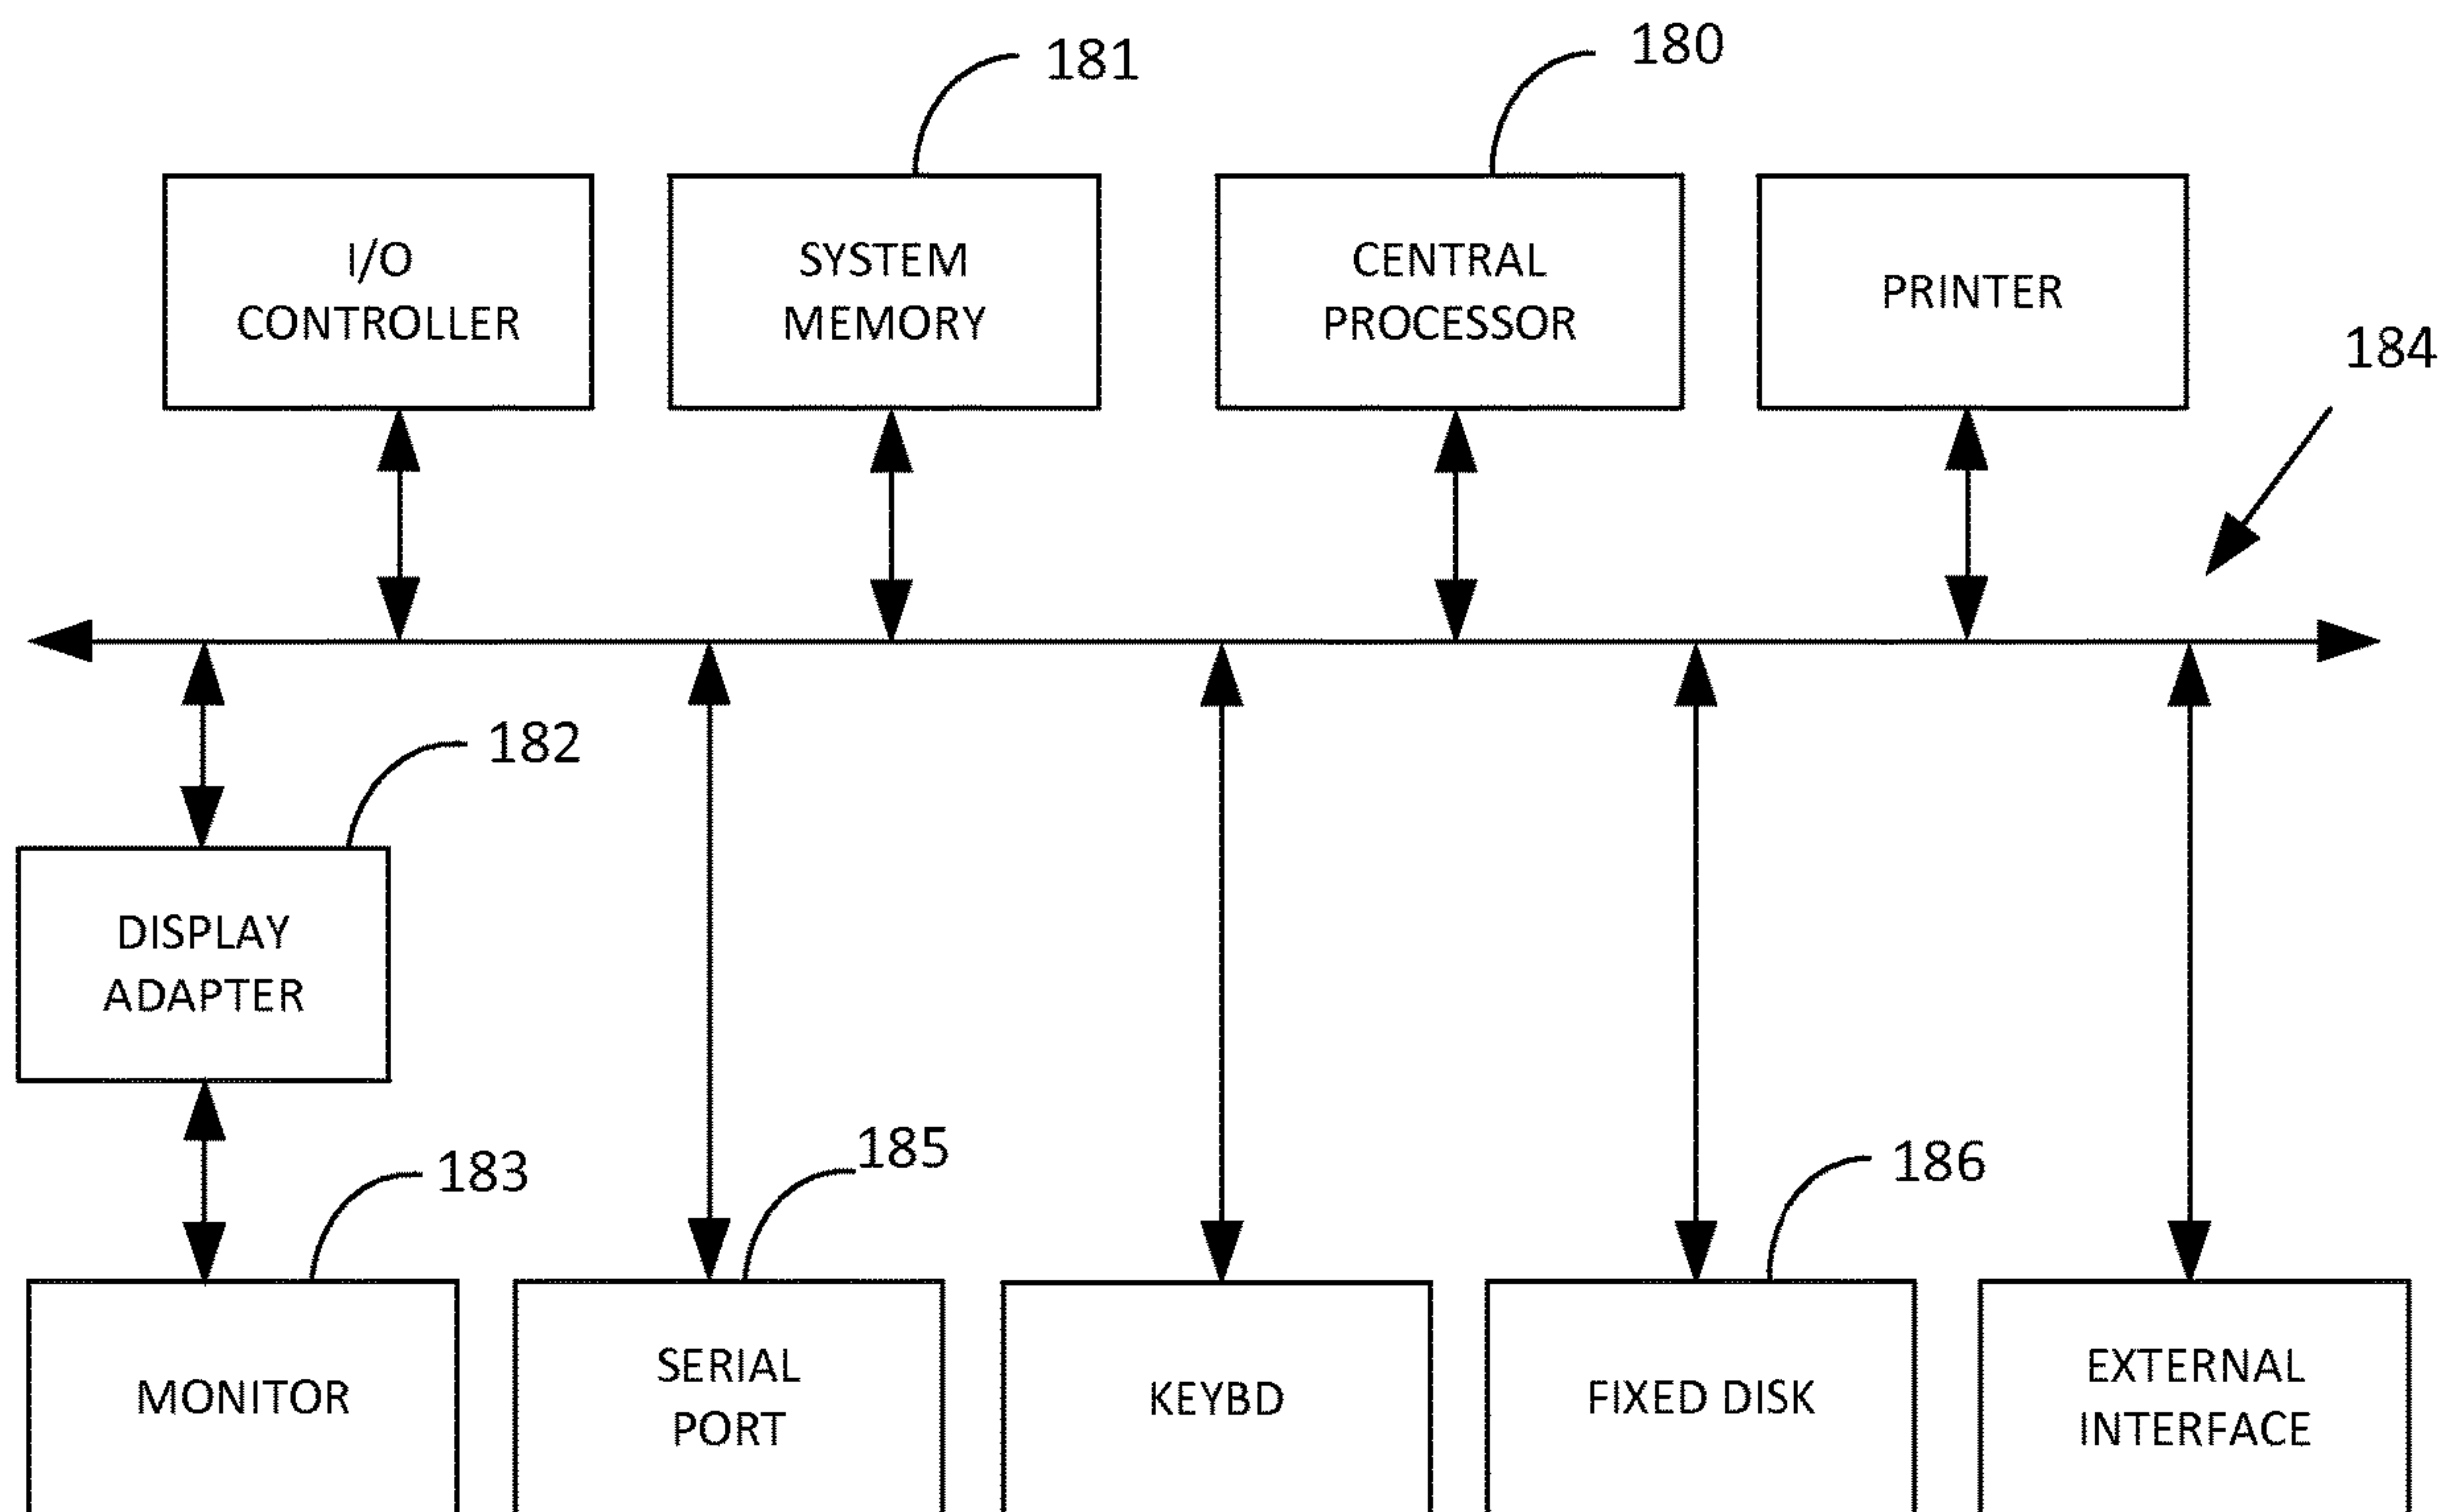 181
180
I/O
CONTROLLER
SYSTEM
MEMORY
CENTRAL
PROCESSOR
PRINTER
184
182
DISPLAY
ADAPTER
183
185
186
MONITOR
SERIAL
PORT
KEYBD
FIXED DISK
EXTERNAL
INTERFACE